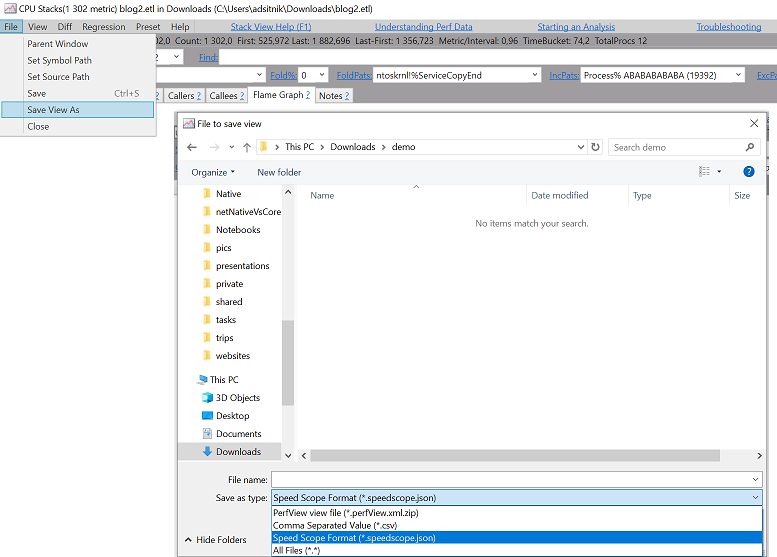 CPU Stacks(1 302 metric) blog2.etl in Downloads (C:\Users\adsitnik\Downloads\blog2.etl)
File View Diff Regression Preset Help Stack View Help (F1) Understanding Perf Data Starting an Analysis Troubleshooting
Parent Window
Set Symbol Path
Set Source Path
Save Ctrl+S
Save View As
Close
02,0 Count: 1 302,0 First: 525,972 Last: 1 882,696 Last-First: 1 356,723 Metric/Interval: 0,96 TimeBucket: 74,2 TotalProcs 12
2 Find:
Fold%: 0 FoldPats: ntoskrnl!%ServiceCopyEnd IncPats: Process% ABABABABABA (19392) ExcPa
? Callers ? Callees ? Flame Graph ? Notes ?
File to save view
This PC > Downloads > demo Search demo
Organize New folder ?
Name Date modified Type Size
No items match your search.
Native
netNativeVsCore
Notebooks
pics
presentations
private
shared
tasks
trips
websites
This PC
3D Objects
Desktop
Documents
Downloads
File name:
Save as type: Speed Scope Format (*.speedscope.json)
PerfView view file (*.perfView.xml.zip)
Comma Separated Value (*.csv)
Speed Scope Format (*.speedscope.json)
All Files (*.*)
Hide Folders